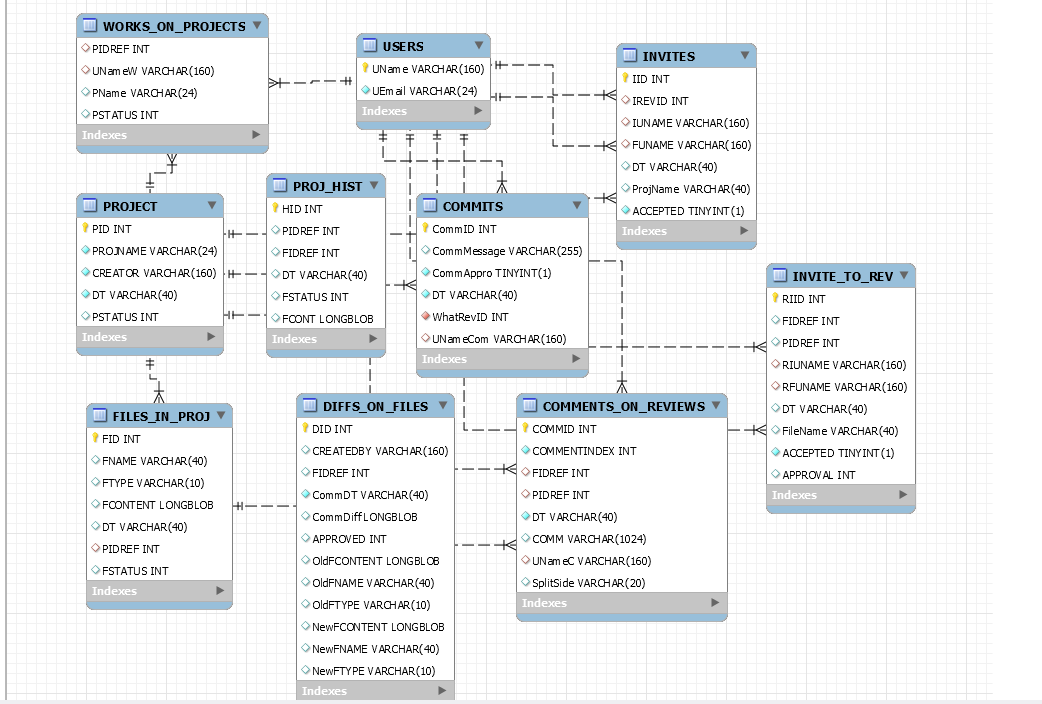 WORKS_ON_PROJECTS
PIDREF INT
UNameW VARCHAR(160)
PName VARCHAR(24)
PSTATUS INT
Indexes
USERS
UName VARCHAR(160)
UEmail VARCHAR(24)
Indexes
INVITES
IID INT
IREVID INT
IUNAME VARCHAR(160)
FUNAME VARCHAR(160)
DT VARCHAR(40)
ProjName VARCHAR(40)
ACCEPTED TINYINT(1)
Indexes
PROJECT
PID INT
PROJNAME VARCHAR(24)
CREATOR VARCHAR(160)
DT VARCHAR(40)
PSTATUS INT
Indexes
PROJ_HIST
HID INT
PIDREF INT
FIDREF INT
DT VARCHAR(40)
FSTATUS INT
FCONT LONGBLOB
Indexes
COMMITS
CommID INT
CommMessage VARCHAR(255)
CommAppro TINYINT(1)
DT VARCHAR(40)
WhatRevID INT
UNameCom VARCHAR(160)
Indexes
INVITE_TO_REV
RIID INT
FIDREF INT
PIDREF INT
RIUNAME VARCHAR(160)
RFUNAME VARCHAR(160)
DT VARCHAR(40)
FileName VARCHAR(40)
ACCEPTED TINYINT(1)
APPROVAL INT
Indexes
FILES_IN_PROJ
FID INT
FNAME VARCHAR(40)
FTYPE VARCHAR(10)
FCONTENT LONGBLOB
DT VARCHAR(40)
PIDREF INT
FSTATUS INT
Indexes
DIFFS_ON_FILES
DID INT
CREATEDBY VARCHAR(160)
FIDREF INT
CommDT VARCHAR(40)
CommDiff LONGBLOB
APPROVED INT
OldFCONTENT LONGBLOB
OldFNAME VARCHAR(40)
OldFTYPE VARCHAR(10)
NewFCONTENT LONGBLOB
NewFNAME VARCHAR(40)
NewFTYPE VARCHAR(10)
Indexes
COMMENTS_ON_REVIEWS
COMMID INT
COMMENTINDEX INT
FIDREF INT
PIDREF INT
DT VARCHAR(40)
COMM VARCHAR(1024)
UNameC VARCHAR(160)
SplitSide VARCHAR(20)
Indexes